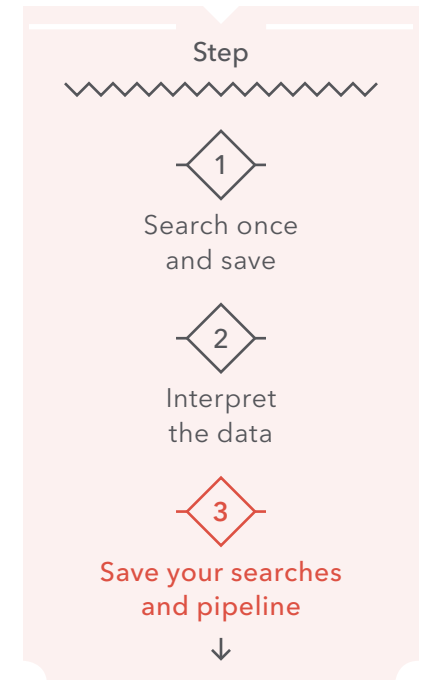 Step
1
Search once
and save
2
Interpret
the data
3
Save your searches
and pipeline